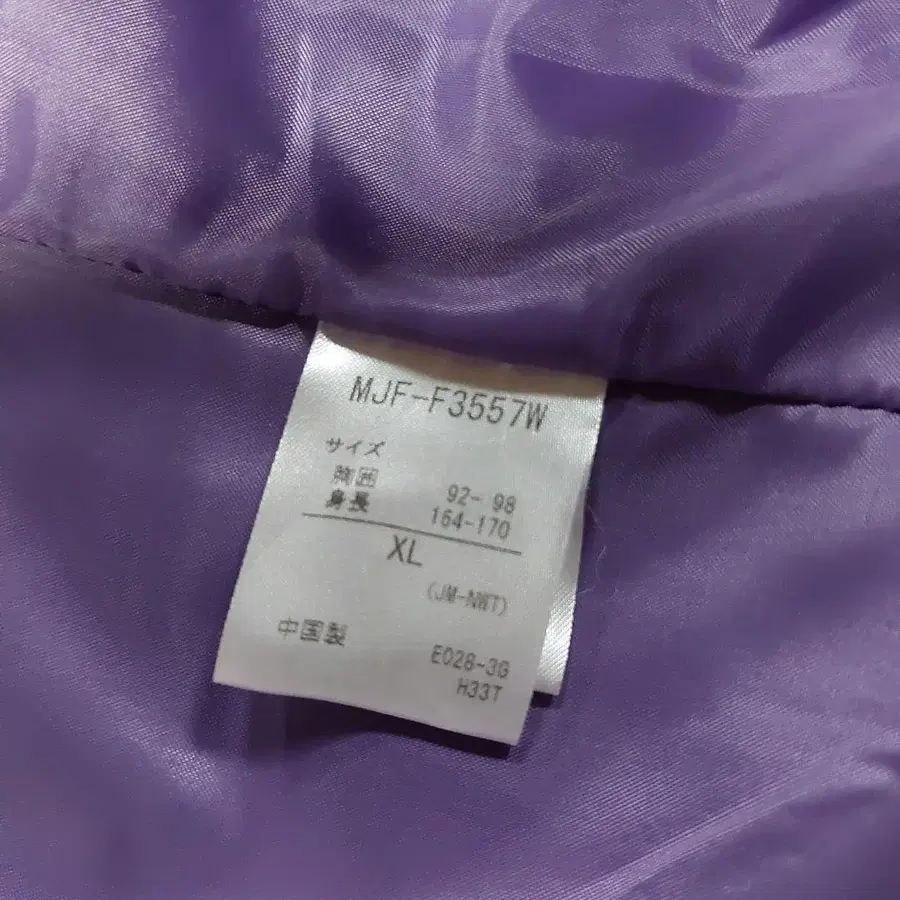 MJF-F3557W
サイズ
胸囲 92- 98
身長 164-170
XL
(JM-NWT)
中国製
E028-3G
H33T